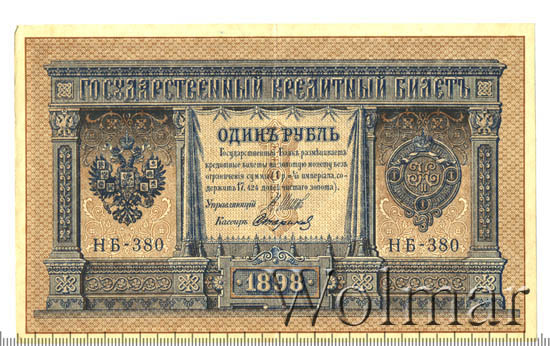 ГОСУДАРСТВЕННЫЙ КРЕДИТНЫЙ БИЛЕТЪ
ОДИНЪ РУБЛЬ
Государственный Банкъ размѣниваетъ
кредитные билеты на золотую монету безъ
ограниченія суммы (1 р. = 1/15 имперіала, со-
держитъ 17,424 долей чистаго золота).
Управляющій
Кассиръ
НБ-380
НБ-380
1898
Wolmar